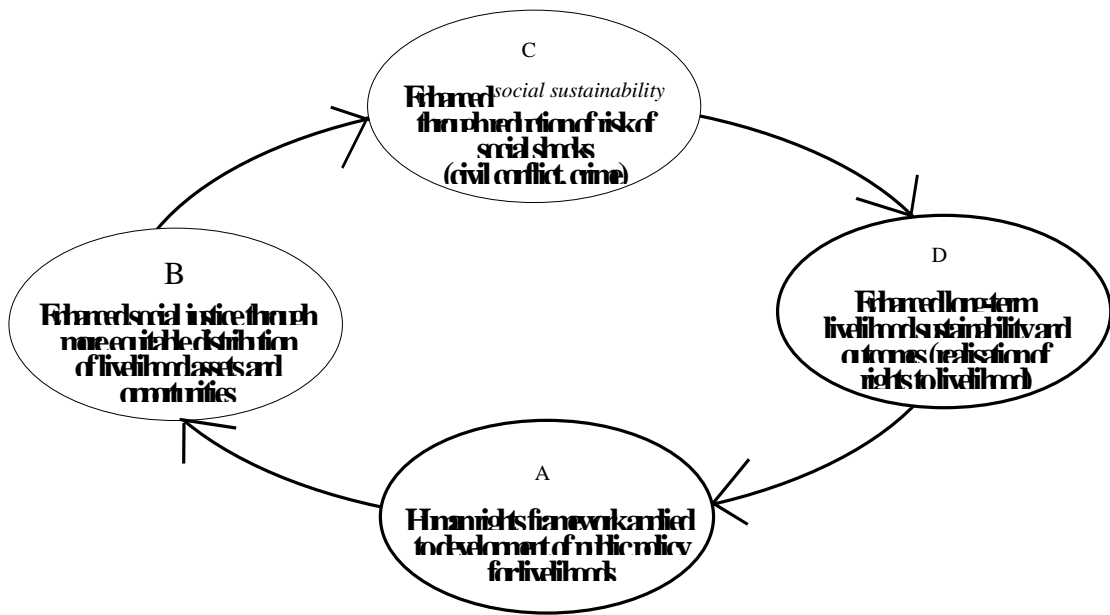 C
Enhanced social sustainability
through reduction of risk of
social shocks
(civil conflict, crime)
D
Enhanced long-term
livelihood sustainability and
outcomes (realisation of
rights to livelihood)
B
Enhanced social justice through
more equitable distribution
of livelihood assets and
opportunities
A
Human rights framework applied
to development of public policy
for livelihoods